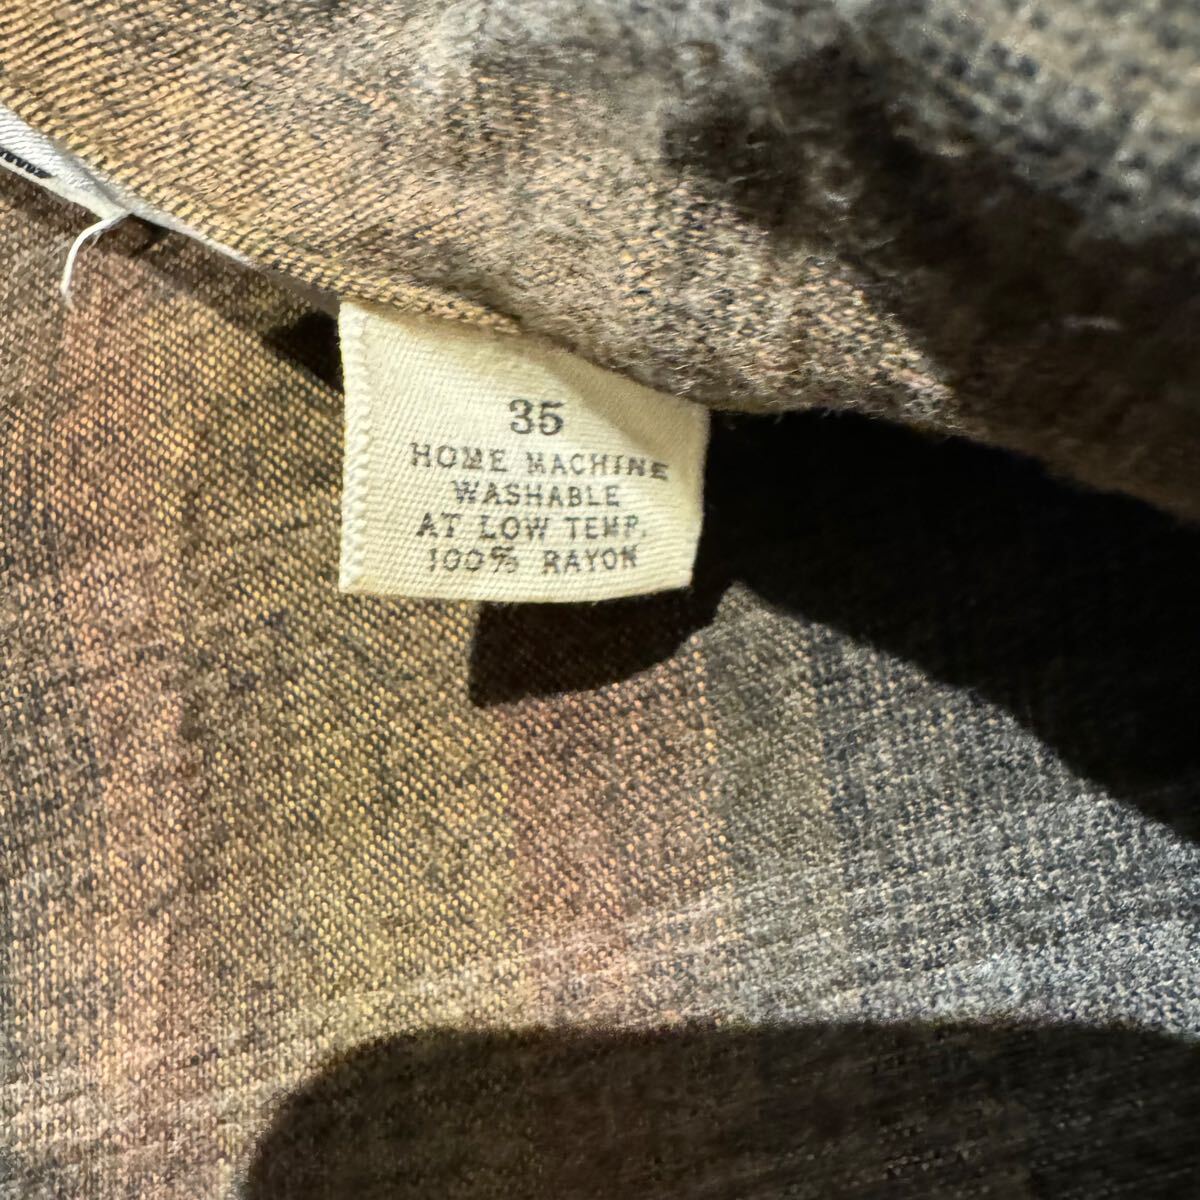 35
HOME MACHINE
WASHABLE
AT LOW TEMP.
100% RAYON